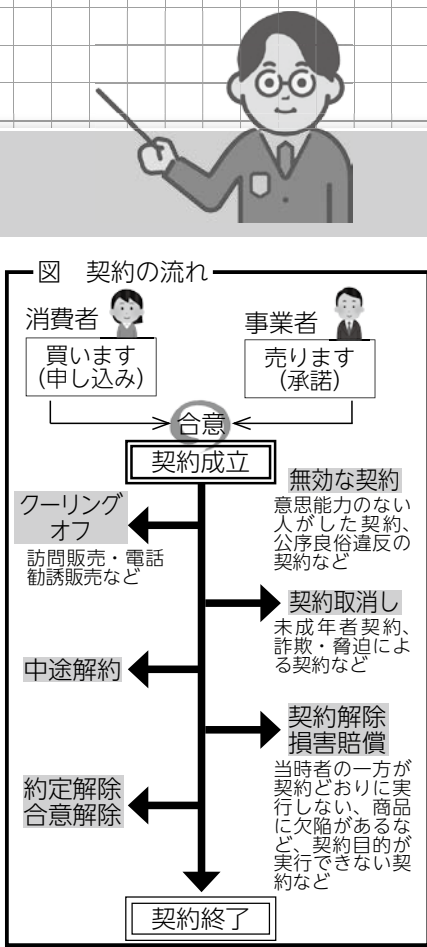 図 契約の流れ
消費者
買います
(申し込み)
事業者
売ります
(承諾)
合意
契約成立
無効な契約
意思能力のない
人がした契約、
公序良俗違反の
契約など
クーリング
オフ
訪問販売・電話
勧誘販売など
契約取消し
未成年者契約、
詐欺・脅迫によ
る契約など
中途解約
契約解除
損害賠償
当時者の一方が
契約どおりに実
行しない、商品
に欠陥があるな
ど、契約目的が
実行できない契
約など
約定解除
合意解除
契約終了